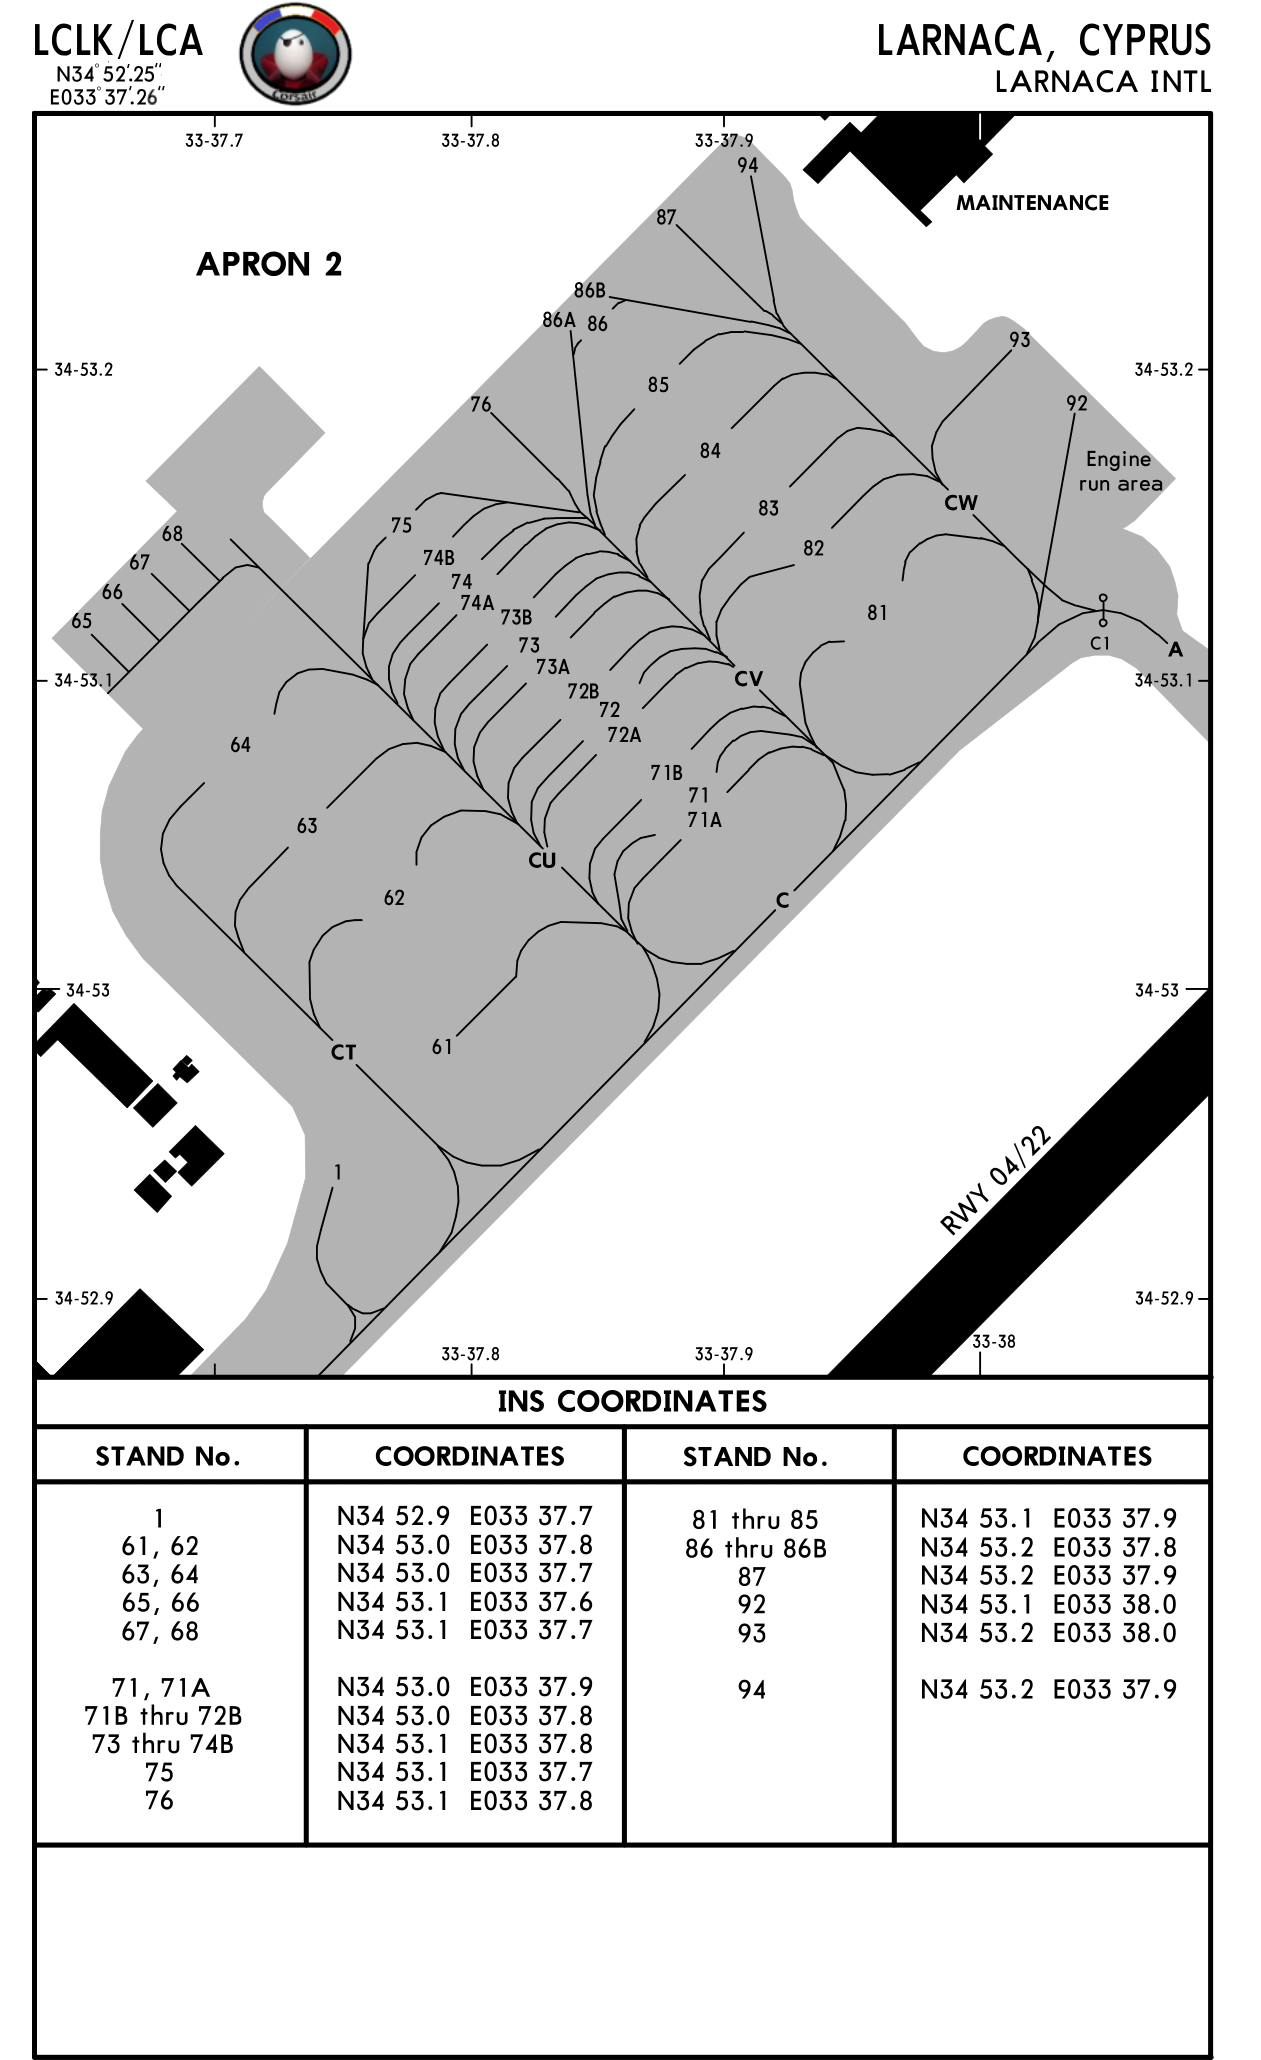 LCLK/LCA
N34°52'.25"
E033°37'.26"
Corsair
LARNACA, CYPRUS
LARNACA INTL
33-37.7
33-37.8
33-37.9
94
MAINTENANCE
87
APRON 2
86B
86A
86
93
34-53.2
34-53.2
85
76
92
84
Engine
run area
CW
83
75
68
82
74B
67
74
66
74A
81
73B
65
73
C1
A
73A
34-53.1
CV
34-53.1
72B
72
72A
64
71B
71
71A
63
CU
62
C
34-53
34-53
61
CT
RWY 04/22
1
34-52.9
34-52.9
33-38
33-37.8
33-37.9
INS COORDINATES
STAND No. COORDINATES STAND No. COORDINATES
1 N34 52.9 E033 37.7 81 thru 85 N34 53.1 E033 37.9
61, 62 N34 53.0 E033 37.8 86 thru 86B N34 53.2 E033 37.8
63, 64 N34 53.0 E033 37.7 87 N34 53.2 E033 37.9
65, 66 N34 53.1 E033 37.6 92 N34 53.1 E033 38.0
67, 68 N34 53.1 E033 37.7 93 N34 53.2 E033 38.0
71, 71A N34 53.0 E033 37.9 94 N34 53.2 E033 37.9
71B thru 72B N34 53.0 E033 37.8
73 thru 74B N34 53.1 E033 37.8
75 N34 53.1 E033 37.7
76 N34 53.1 E033 37.8